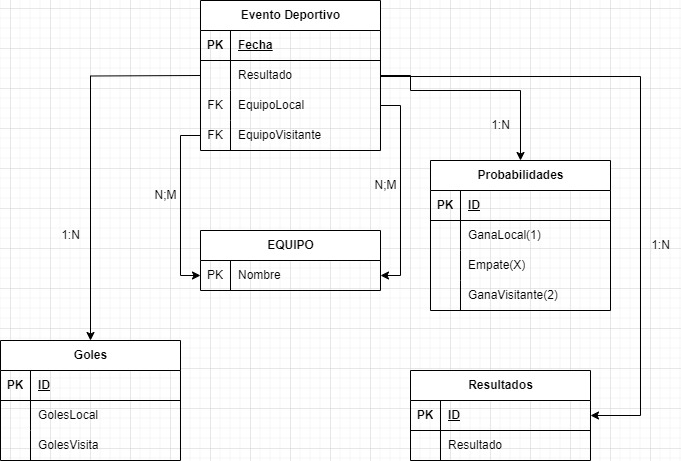 Evento Deportivo
PK Fecha
Resultado
FK EquipoLocal
FK EquipoVisitante
1:N
N;M
N;M
1:N
1:N
Probabilidades
PK ID
GanaLocal(1)
Empate(X)
GanaVisitante(2)
EQUIPO
PK Nombre
Goles
PK ID
GolesLocal
GolesVisita
Resultados
PK ID
Resultado